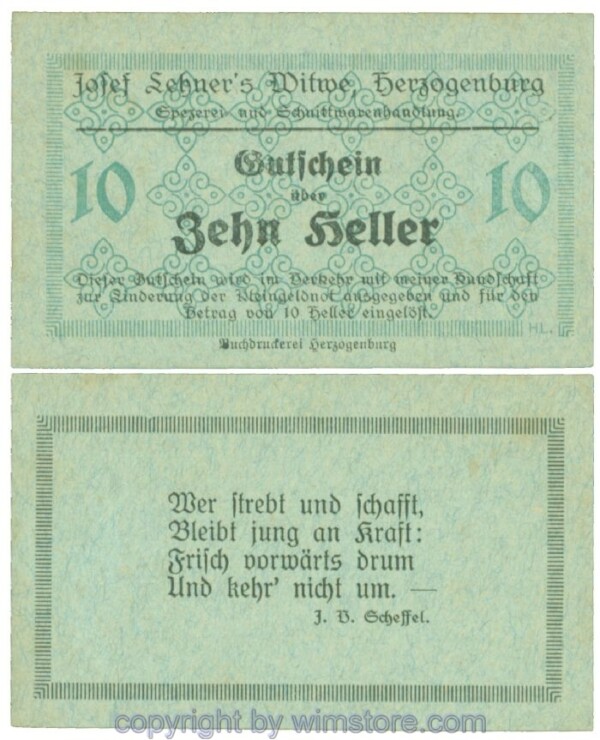 Josef Lehner's Witwe, Herzogenburg
Spezerei- und Schnittwarenhandlung.
10 Gutschein 10
über
Zehn Heller
Dieser Gutschein wird im Verkehr mit meiner Kundschaft
zur Linderung der Kleingeldnot ausgegeben und für den
Betrag von 10 Heller eingelöst.
HL.
Buchdruckerei Herzogenburg
Wer strebt und schafft,
Bleibt jung an Kraft:
Frisch vorwärts drum
Und kehr' nicht um. —
J. V. Scheffel.
copyright by wimstore.com